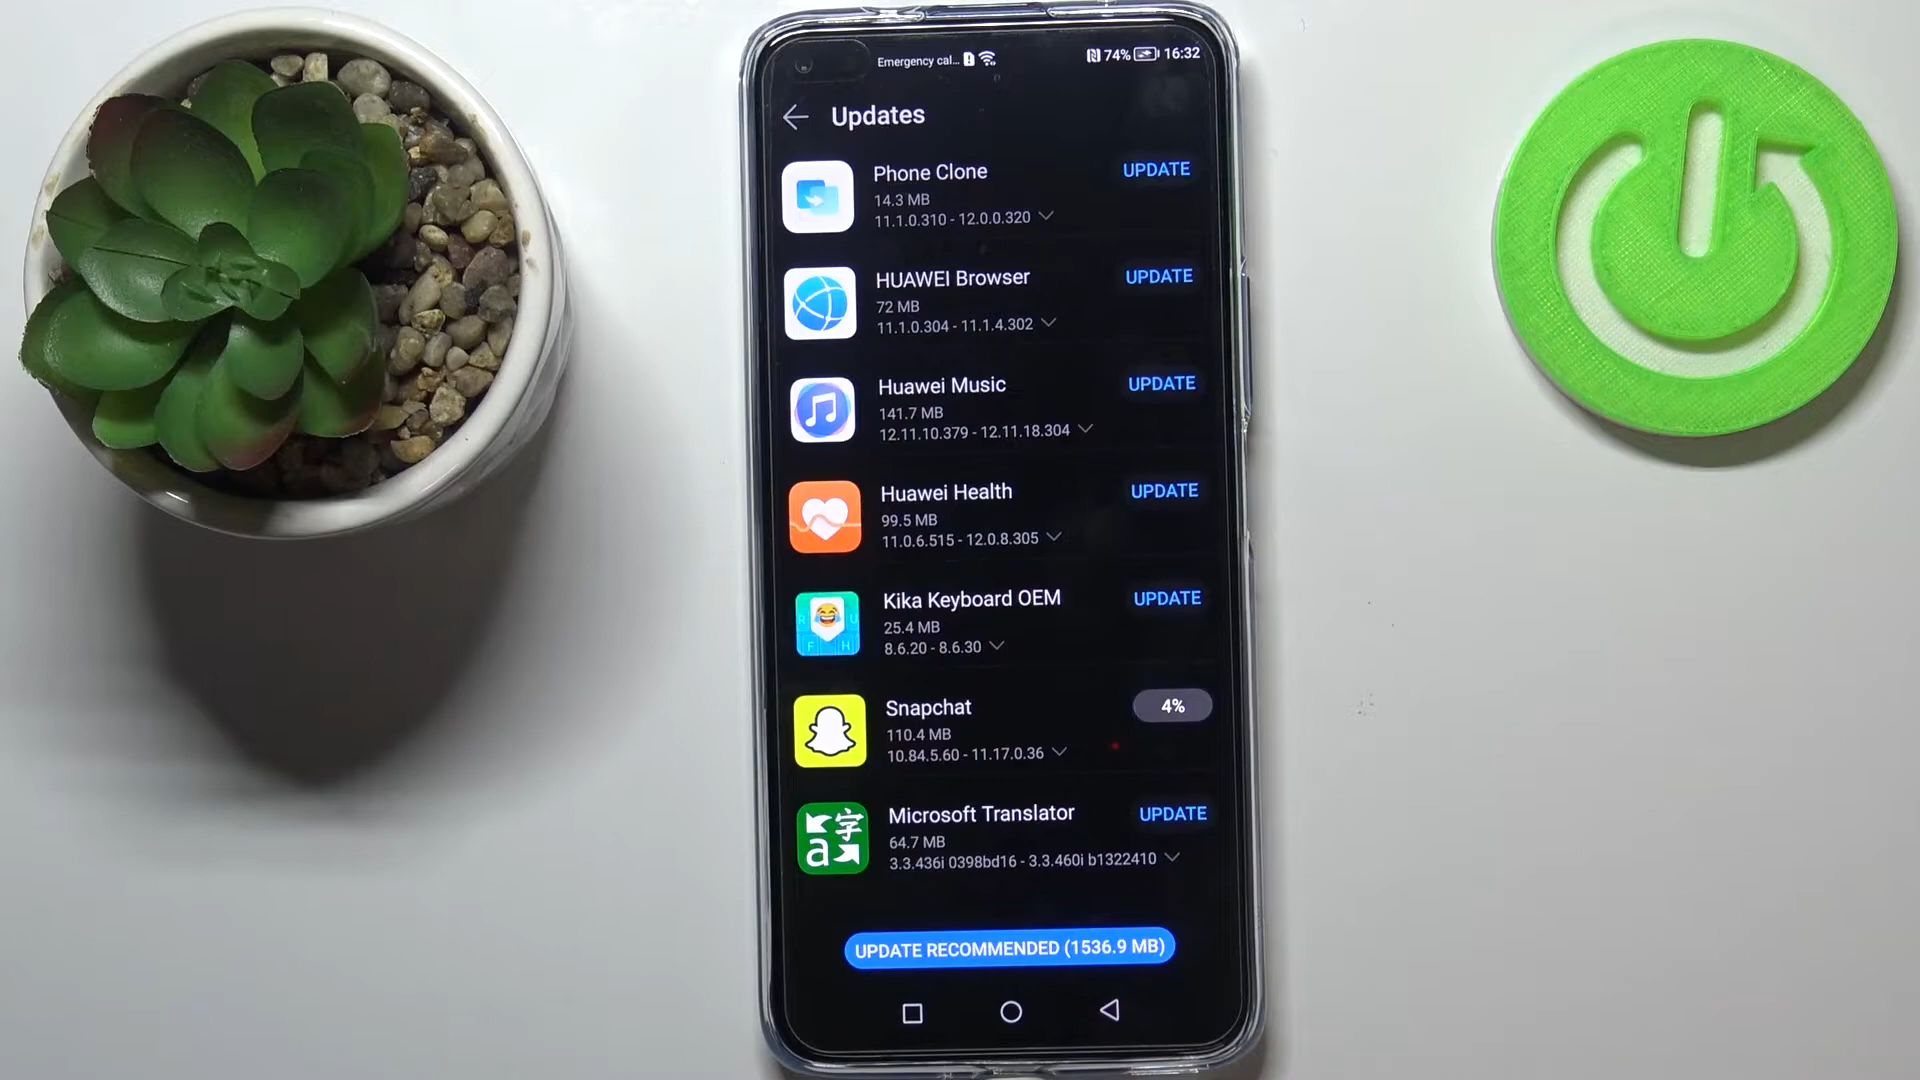 Emergency cal...
74% 16:32
Updates
Phone Clone
UPDATE
14.3 MB
11.1.0.310 - 12.0.0.320
HUAWEI Browser
UPDATE
72 MB
11.1.0.304 - 11.1.4.302
Huawei Music
UPDATE
141.7 MB
12.11.10.379 - 12.11.18.304
Huawei Health
UPDATE
99.5 MB
11.0.6.515 - 12.0.8.305
R U
F H
Kika Keyboard OEM
UPDATE
25.4 MB
8.6.20 - 8.6.30
Snapchat
4%
110.4 MB
10.84.5.60 - 11.17.0.36
字
a
Microsoft Translator
UPDATE
64.7 MB
3.3.436i 0398bd16 - 3.3.460i b1322410
UPDATE RECOMMENDED (1536.9 MB)